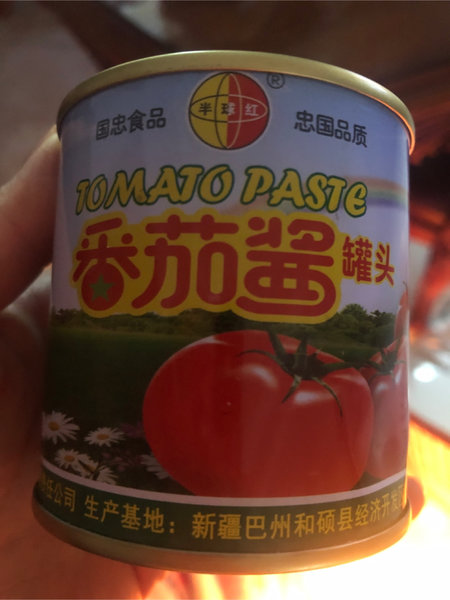 国忠食品
半球红
®
忠国品质
TOMATO PASTE
番茄酱罐头
任公司 生产基地：新疆巴州和硕县经济开发